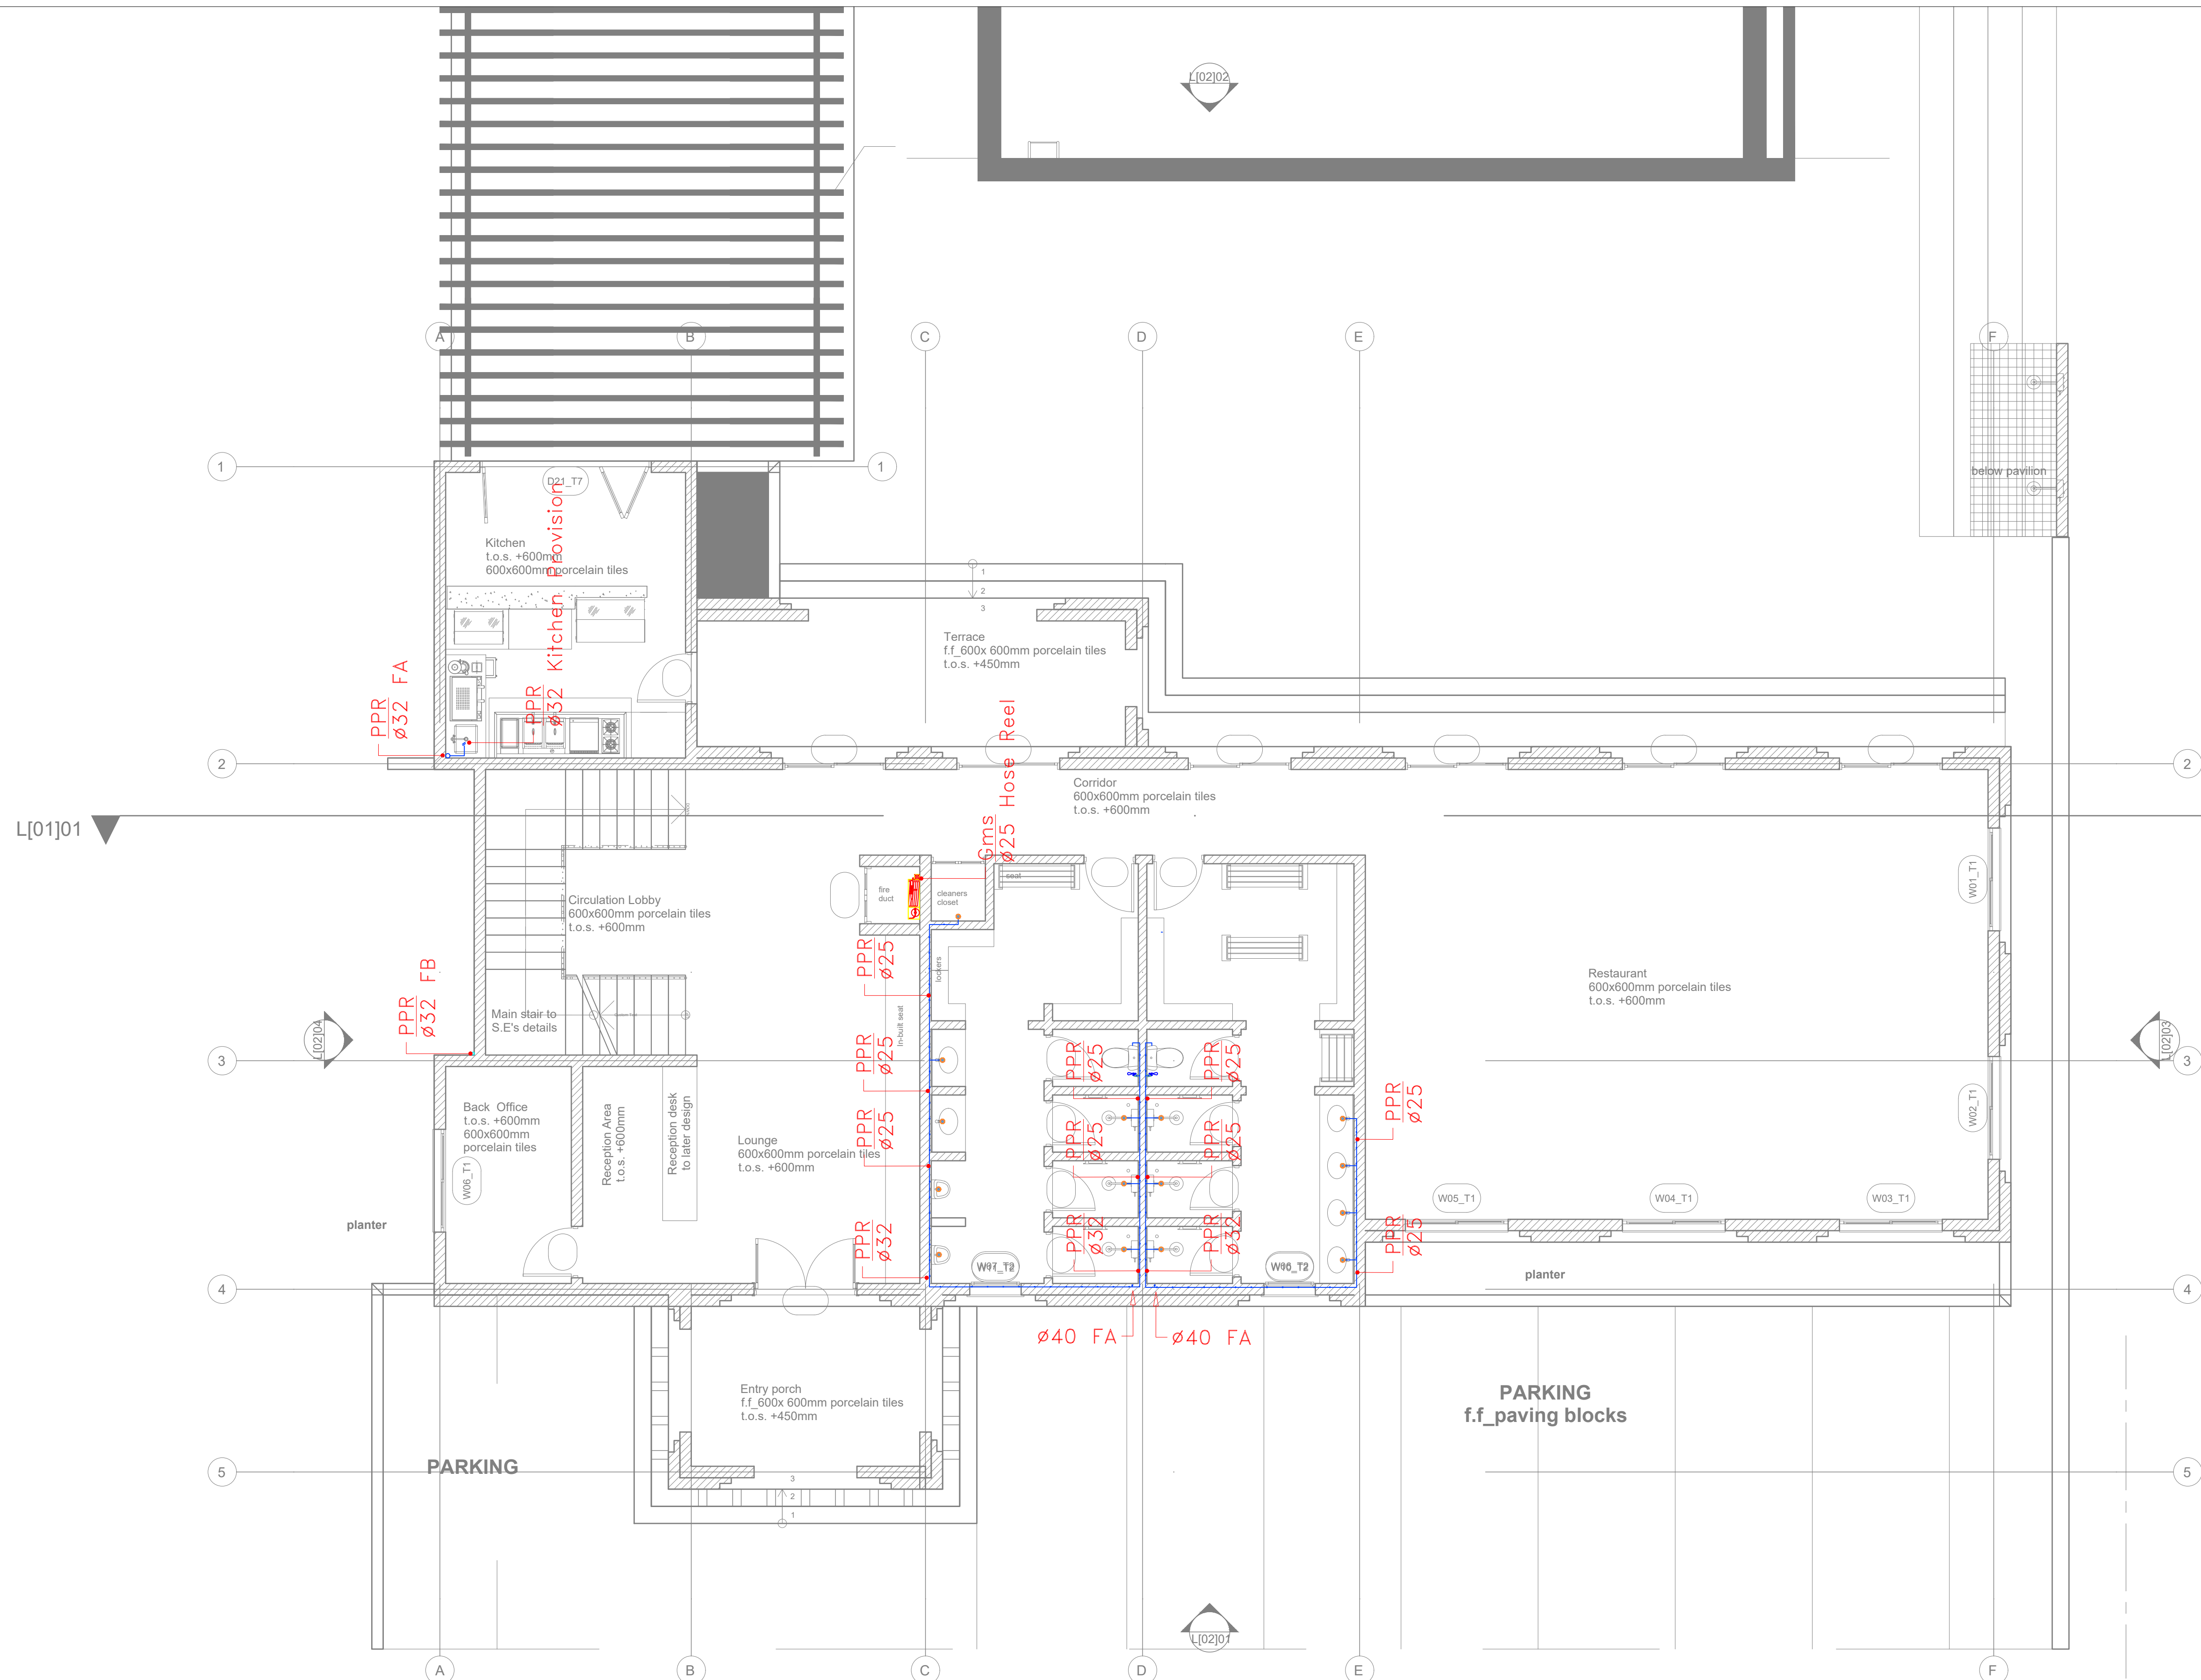 L[02]02
A
B
C
D
E
F
below pavilion
1
1
D21_T7
Kitchen
t.o.s. +600mm
600x600mm porcelain tiles
PPR
ø32 Kitchen Provision
1
2
3
Terrace
f.f_600x 600mm porcelain tiles
t.o.s. +450mm
PPR
ø32 FA
2
2
Gms
ø25 Hose Reel
Corridor
600x600mm porcelain tiles
t.o.s. +600mm
L[01]01
fire
duct
cleaners
closet
seat
W01_T1
Circulation Lobby
600x600mm porcelain tiles
t.o.s. +600mm
PPR
ø25
lockers
Restaurant
600x600mm porcelain tiles
t.o.s. +600mm
PPR
ø32 FB
Main stair to
S.E's details
In-built seat
L[02]04
L[02]03
3
3
PPR
ø25
PPR
ø25
PPR
ø25
PPR
ø25
W02_T1
Back Office
t.o.s. +600mm
600x600mm
porcelain tiles
Reception Area
t.o.s. +600mm
Reception desk
to later design
Lounge
600x600mm porcelain tiles
t.o.s. +600mm
PPR
ø25
PPR
ø25
PPR
ø25
W06_T1
W05_T1
W04_T1
W03_T1
planter
PPR
ø32
PPR
ø32
PPR
ø32
PPR
ø25
planter
4
4
ø40 FA
ø40 FA
Entry porch
f.f_600x 600mm porcelain tiles
t.o.s. +450mm
PARKING
f.f_paving blocks
PARKING
5
5
3
2
1
L[02]01
A
B
C
D
E
F